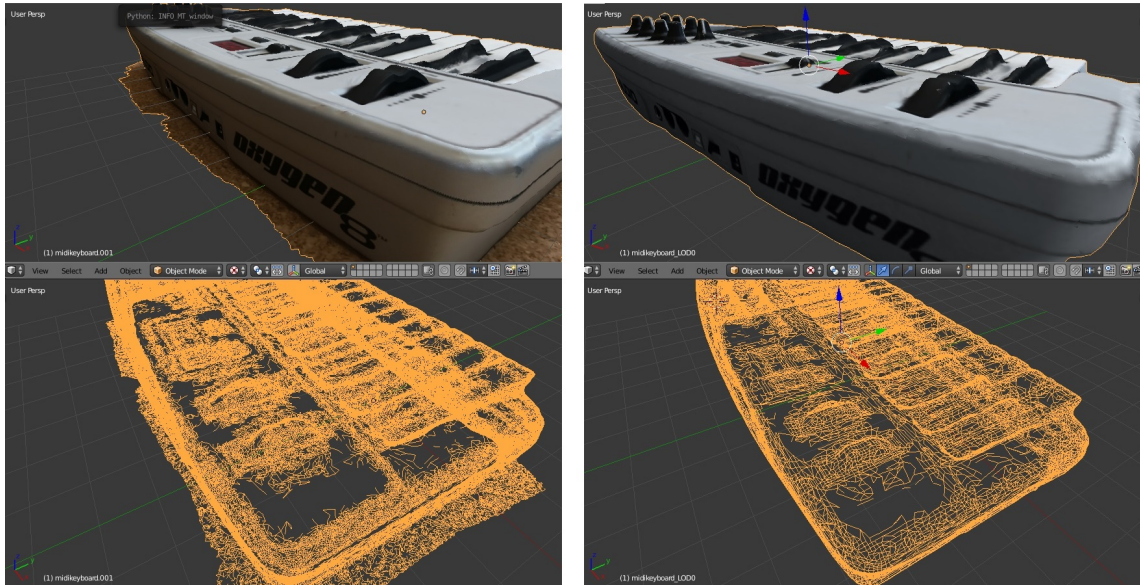 User Persp
Python: INFO_MT_window
oxygen
8
(1) midikeyboard.001
User Persp
oxygen
(1) midikeyboard_LOD0
View Select Add Object Object Mode Global
View Select Add Object Object Mode Global
User Persp
(1) midikeyboard.001
User Persp
(1) midikeyboard_LOD0